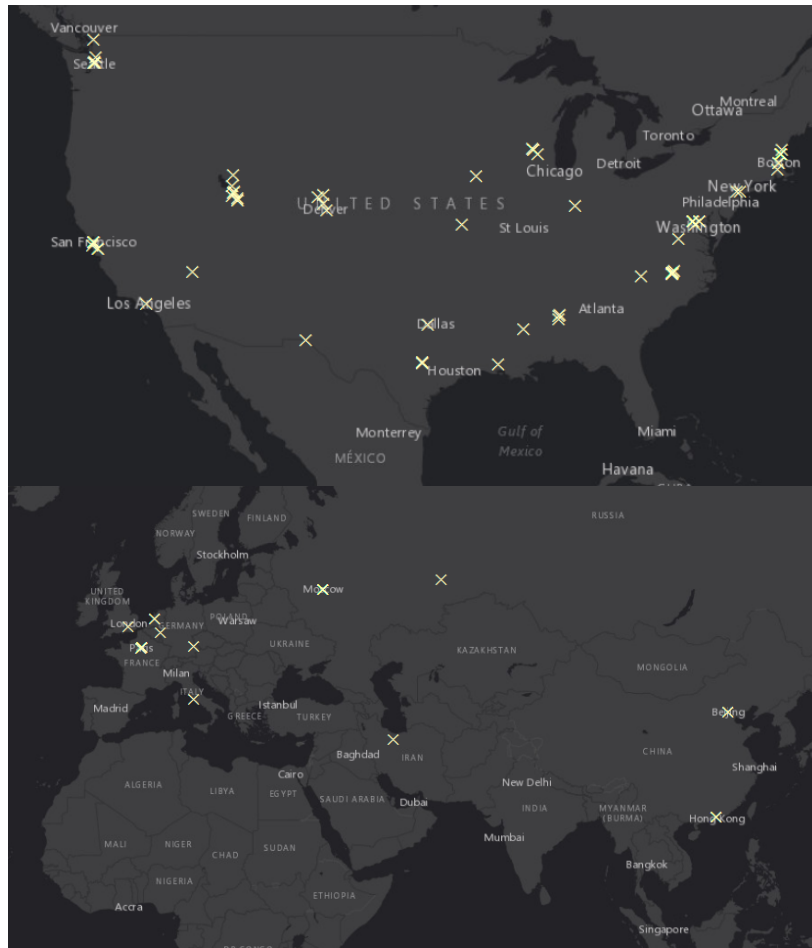 Vancouver
Seattle
Montreal
Ottawa
Toronto
Boston
Detroit
Chicago
New York
UNITED STATES
Denver
Philadelphia
St Louis
Washington
San Francisco
Los Angeles
Atlanta
Dallas
Houston
Monterrey
Gulf of
Mexico
Miami
MÉXICO
Havana
SWEDEN
FINLAND
RUSSIA
NORWAY
Stockholm
UNITED
KINGDOM
Moscow
London
GERMANY
POLAND
Warsaw
Paris
UKRAINE
KAZAKHSTAN
FRANCE
MONGOLIA
Milan
ITALY
Madrid
Istanbul
GREECE
TURKEY
Beijing
Baghdad
IRAN
CHINA
Shanghai
Cairo
ALGERIA
LIBYA
EGYPT
SAUDI ARABIA
Dubai
New Delhi
INDIA
MYANMAR
(BURMA)
Hong Kong
MALI
NIGER
CHAD
SUDAN
Mumbai
Bangkok
NIGERIA
ETHIOPIA
Accra
Singapore